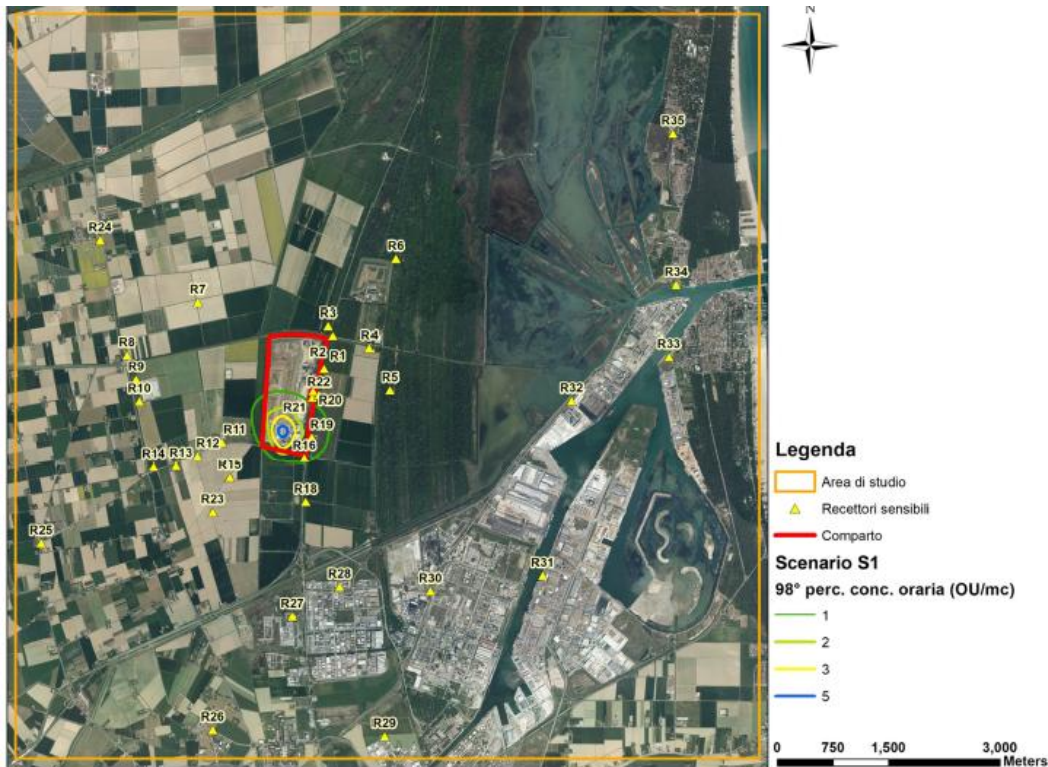 N
R35
R24
R6
R34
R7
R3
R4
R8
R2
R1
R33
R9
R22
R5
R10
R20
R32
R21
R19
R12
R11
R16
R14
R13
R18
R23
R25
R28
R30
R31
R27
R26
R29
Legenda
Area di studio
Recettori sensibili
Comparto
Scenario S1
98° perc. conc. oraria (OU/mc)
1
2
3
5
0 750 1,500 3,000
Meters